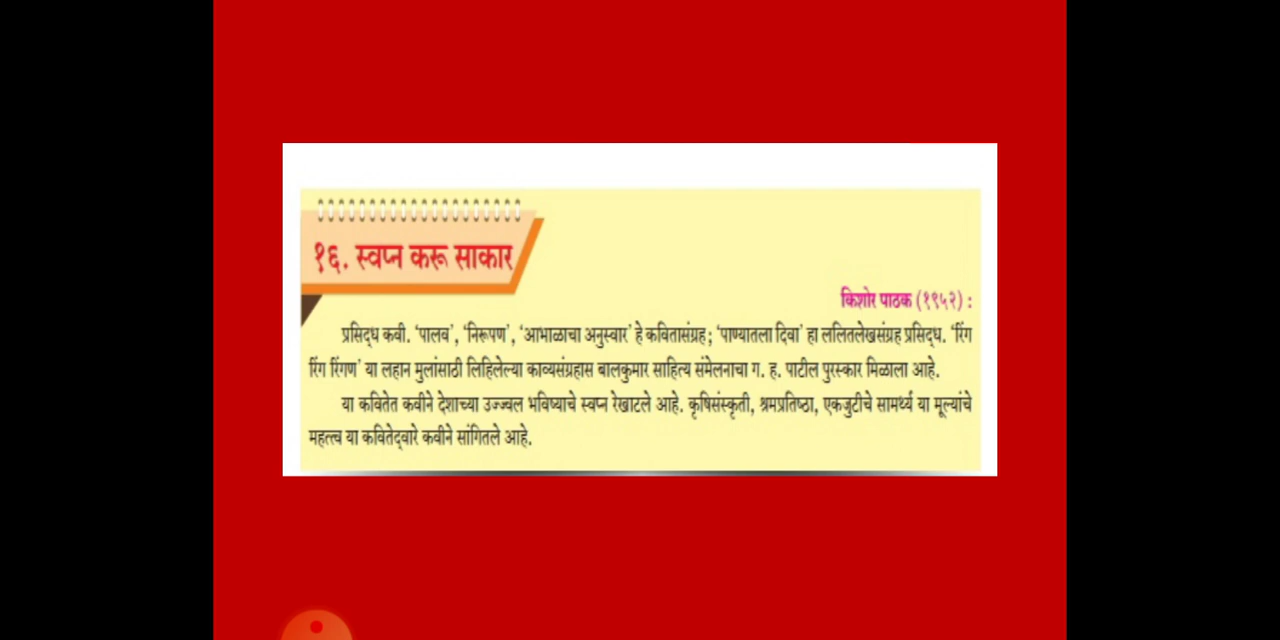 १६. स्वप्न करू साकार
किशोर पाठक (१९५२) :
प्रसिद्ध कवी. ‘पालव’, ‘निरूपण’, ‘आभाळाचा अनुस्वार’ हे कवितासंग्रह; ‘पाण्यातला दिवा’ हा ललितलेखसंग्रह प्रसिद्ध. ‘रिंग
रिंग रिंगण’ या लहान मुलांसाठी लिहिलेल्या काव्यसंग्रहास बालकुमार साहित्य संमेलनाचा ग. ह. पाटील पुरस्कार मिळाला आहे.
या कवितेत कवीने देशाच्या उज्ज्वल भविष्याचे स्वप्न रेखाटले आहे. कृषिसंस्कृती, श्रमप्रतिष्ठा, एकजुटीचे सामर्थ्य या मूल्यांचे
महत्त्व या कवितेद्वारे कवीने सांगितले आहे.